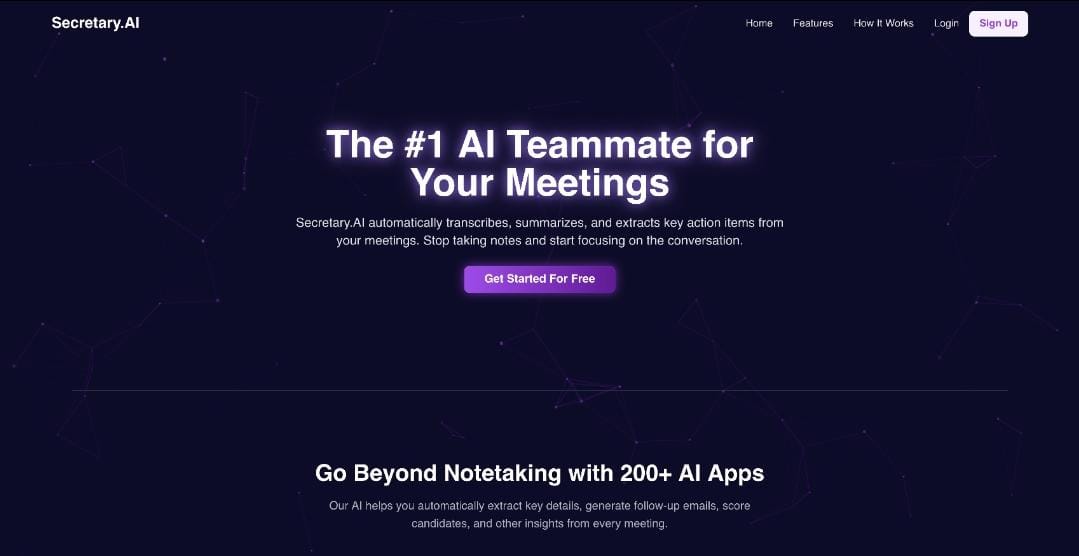 Secretary.AI
Home Features How It Works Login Sign Up
The #1 AI Teammate for
Your Meetings
Secretary.AI automatically transcribes, summarizes, and extracts key action items from
your meetings. Stop taking notes and start focusing on the conversation.
Get Started For Free
Go Beyond Notetaking with 200+ AI Apps
Our AI helps you automatically extract key details, generate follow-up emails, score
candidates, and other insights from every meeting.